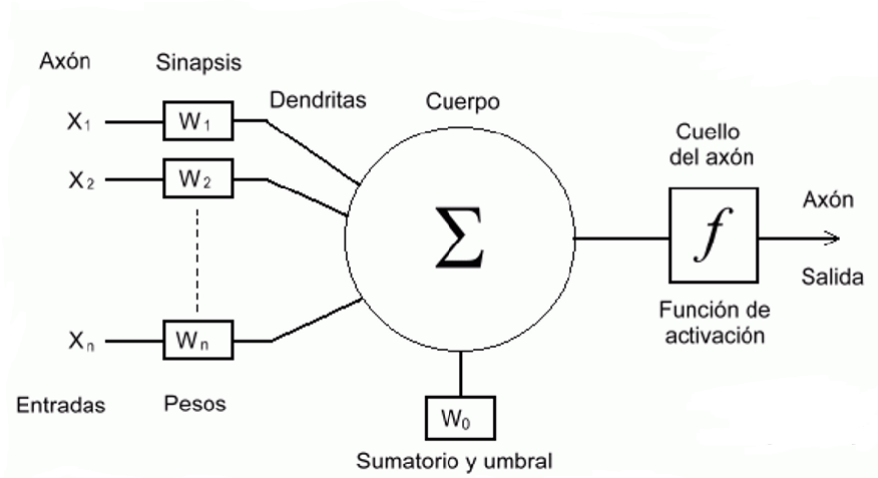 Axón
Sinapsis
Dendritas
Cuerpo
X1
W1
X2
W2
Xn
Wn
Entradas
Pesos
Σ
W0
Sumatorio y umbral
Cuello
del axón
f
Función de
activación
Axón
Salida